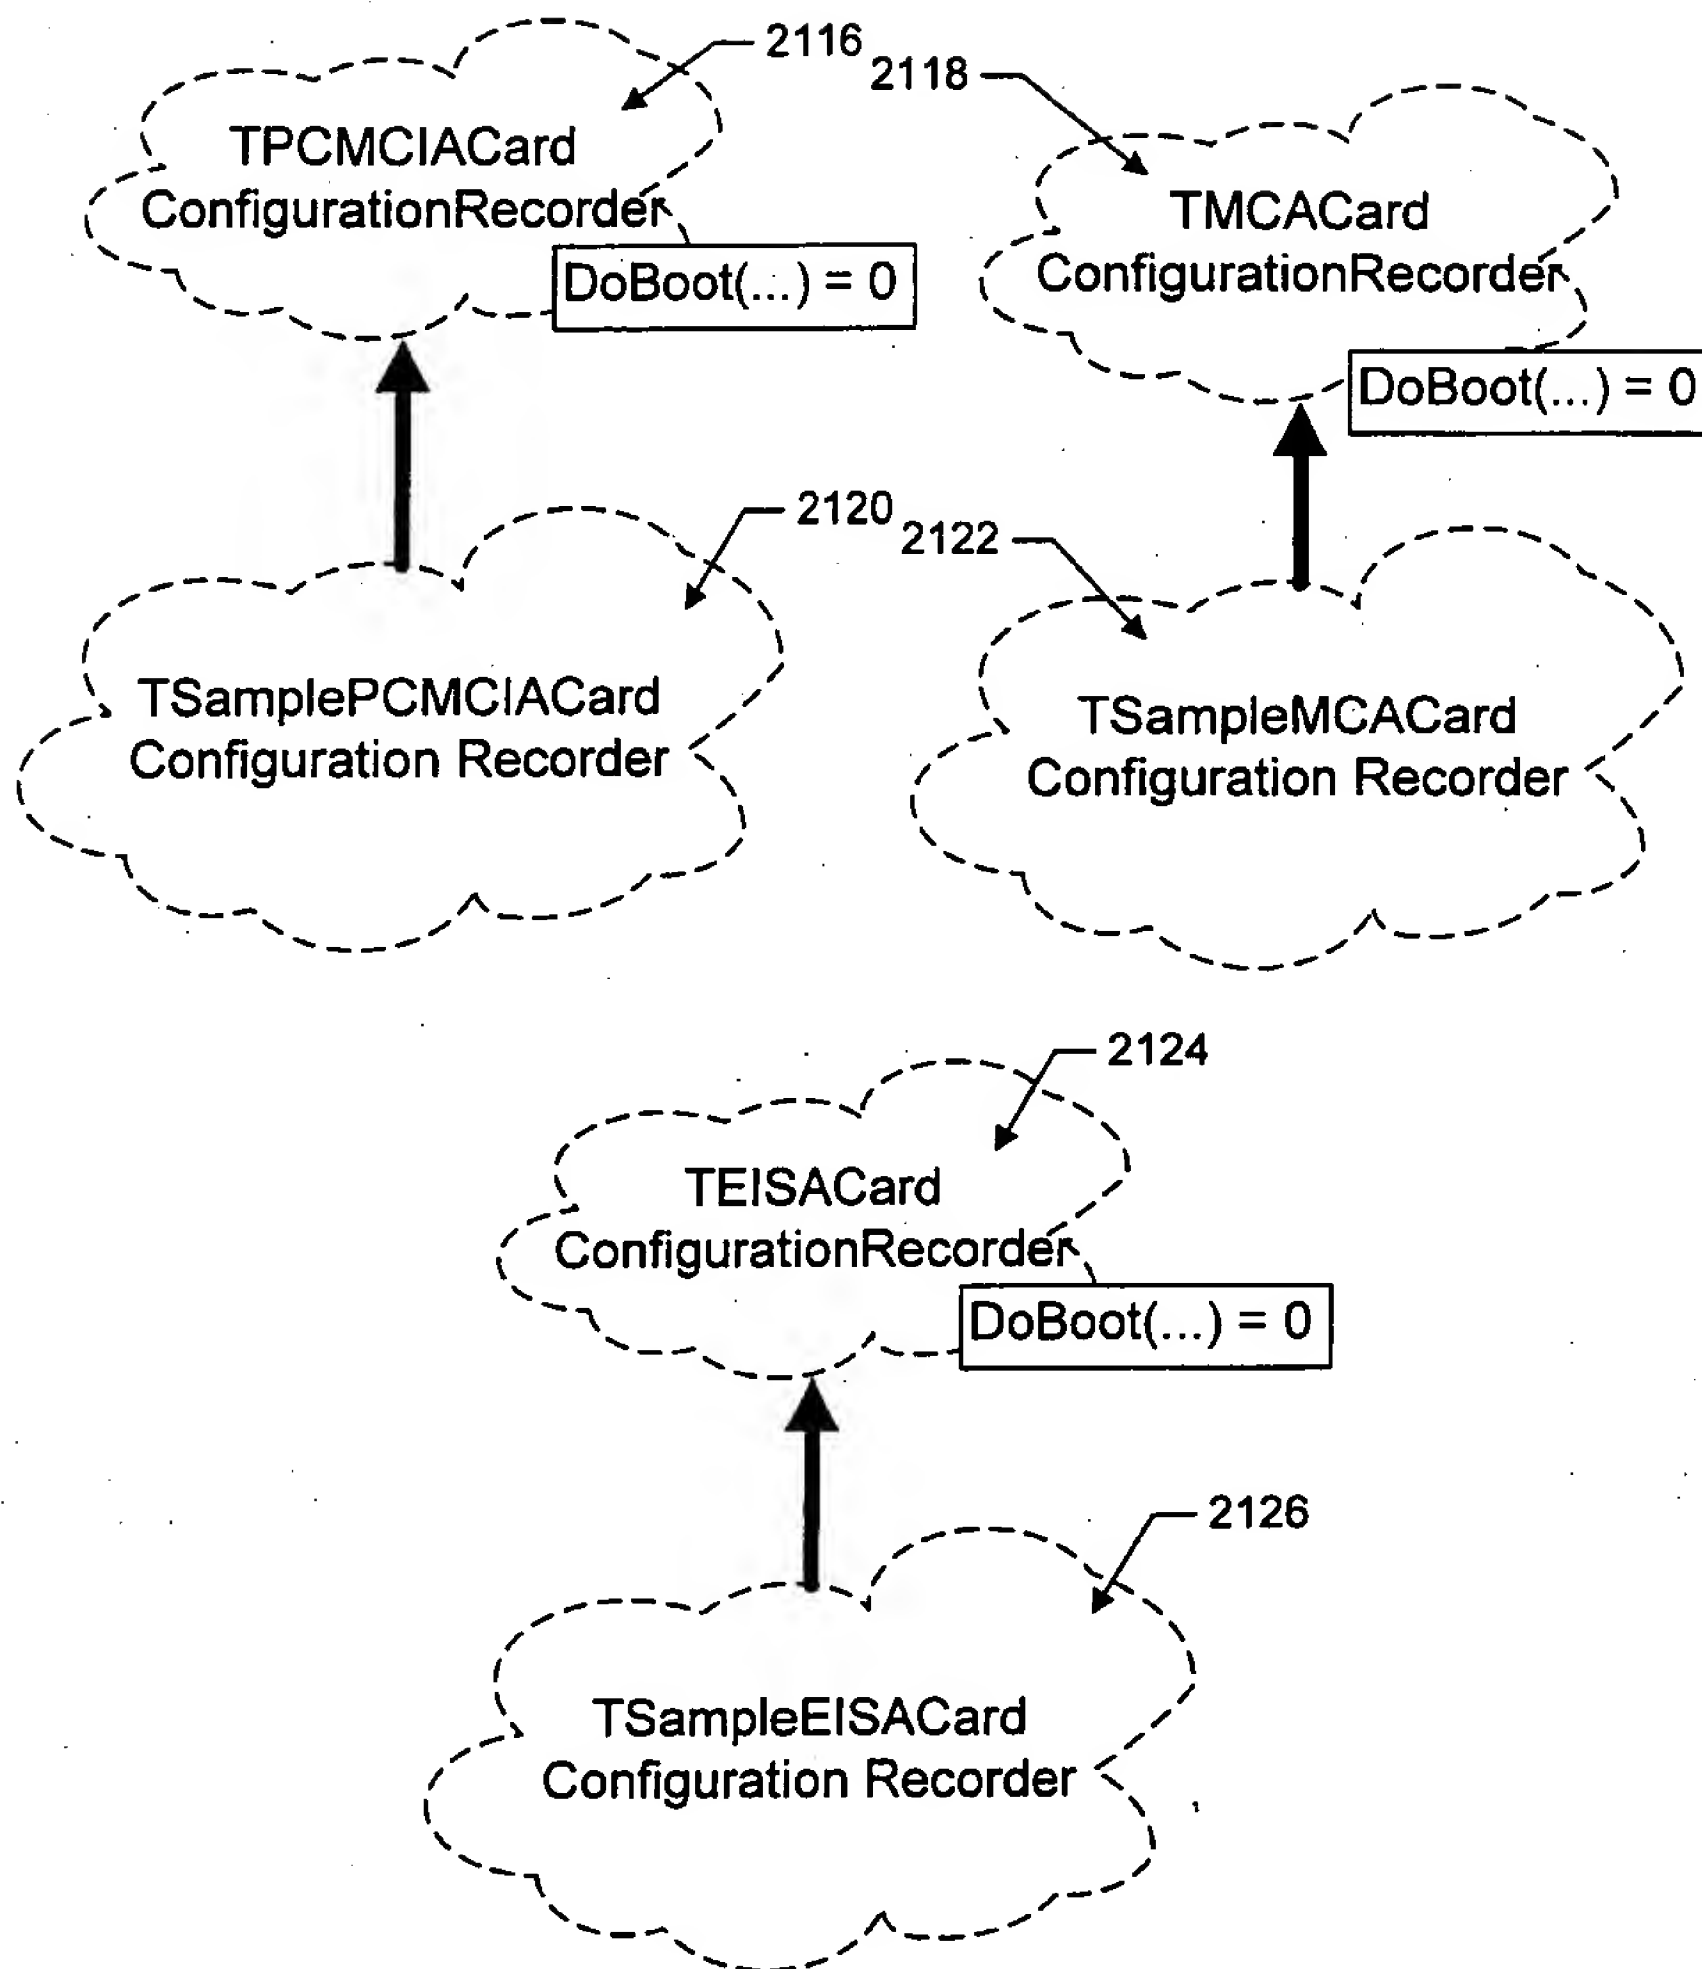 2116
2118
TPCMCIACard
ConfigurationRecorder
DoBoot(...) = 0
TMCACard
ConfigurationRecorder
DoBoot(...) = 0
2120
2122
TSamplePCMCIACard
Configuration Recorder
TSampleMCACard
Configuration Recorder
2124
TEISACard
ConfigurationRecorder
DoBoot(...) = 0
2126
TSampleEISACard
Configuration Recorder